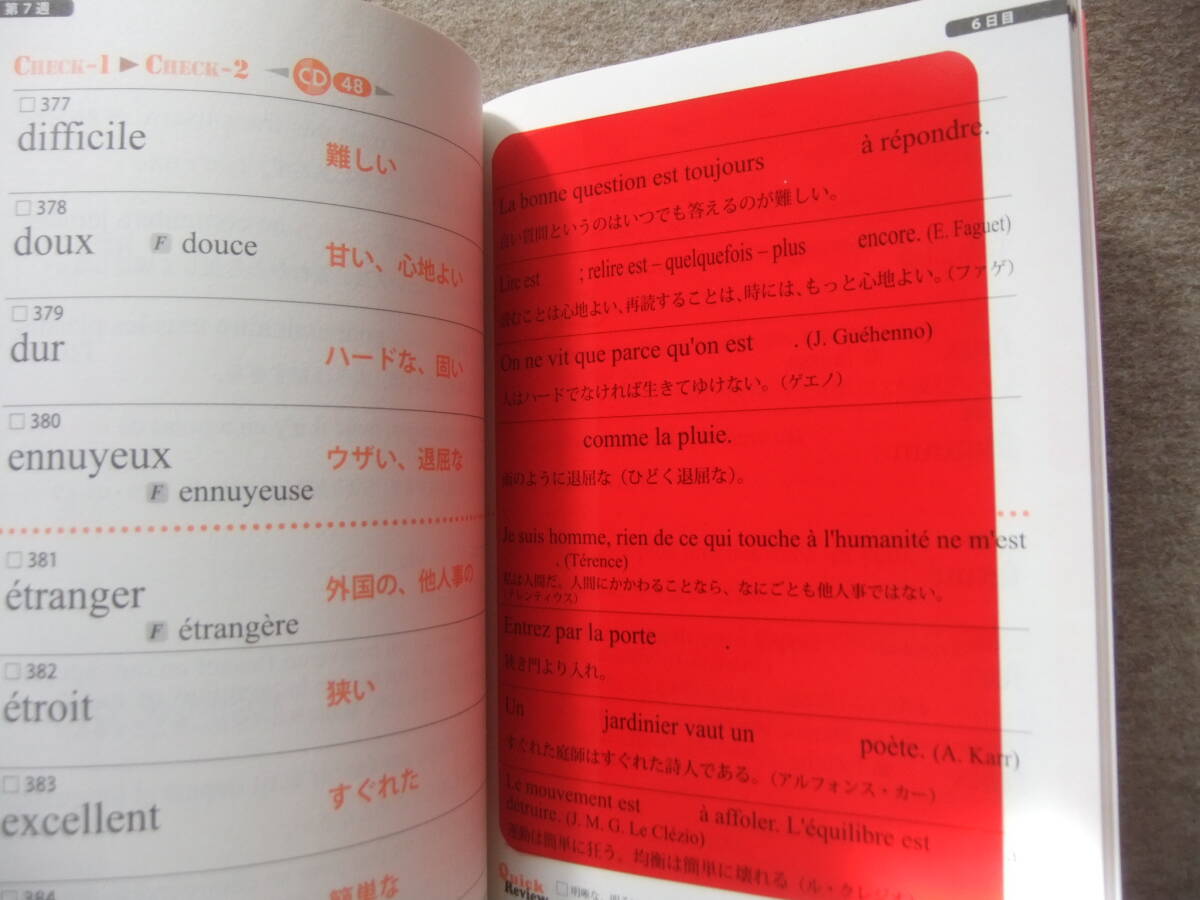 第7週
CHECK-1 ▶ CHECK-2 CD 48
□ 377
difficile
難しい
□ 378
doux F douce
甘い、心地よい
□ 379
dur
ハードな、固い
□ 380
ennuyeux
ウザい、退屈な
F ennuyeuse
□ 381
étranger
外国の、他人事の
F étrangère
□ 382
étroit
狭い
□ 383
excellent
すぐれた
□ 384
簡単な
6日目
La bonne question est toujours à répondre.
良い質問というのはいつでも答えるのが難しい。
Lire est ; relire est – quelquefois – plus encore. (E. Faguet)
読むことは心地よい、再読することは、時には、もっと心地よい。(ファゲ)
On ne vit que parce qu'on est . (J. Guéhenno)
人はハードでなければ生きてゆけない。(ゲエノ)
comme la pluie.
雨のように退屈な(ひどく退屈な)。
Je suis homme, rien de ce qui touche à l'humanité ne m'est
. (Térence)
私は人間だ。人間にかかわることなら、なにごとも他人事ではない。
(テレンティウス)
Entrez par la porte .
狭き門より入れ。
Un jardinier vaut un poète. (A. Karr)
すぐれた庭師はすぐれた詩人である。(アルフォンス・カー)
Le mouvement est à affoler. L'équilibre est
détruire. (J. M. G. Le Clézio)
運動は簡単に狂う。均衡は簡単に壊れる(ル・クレジオ)
Quick
Review □ 明晰な、